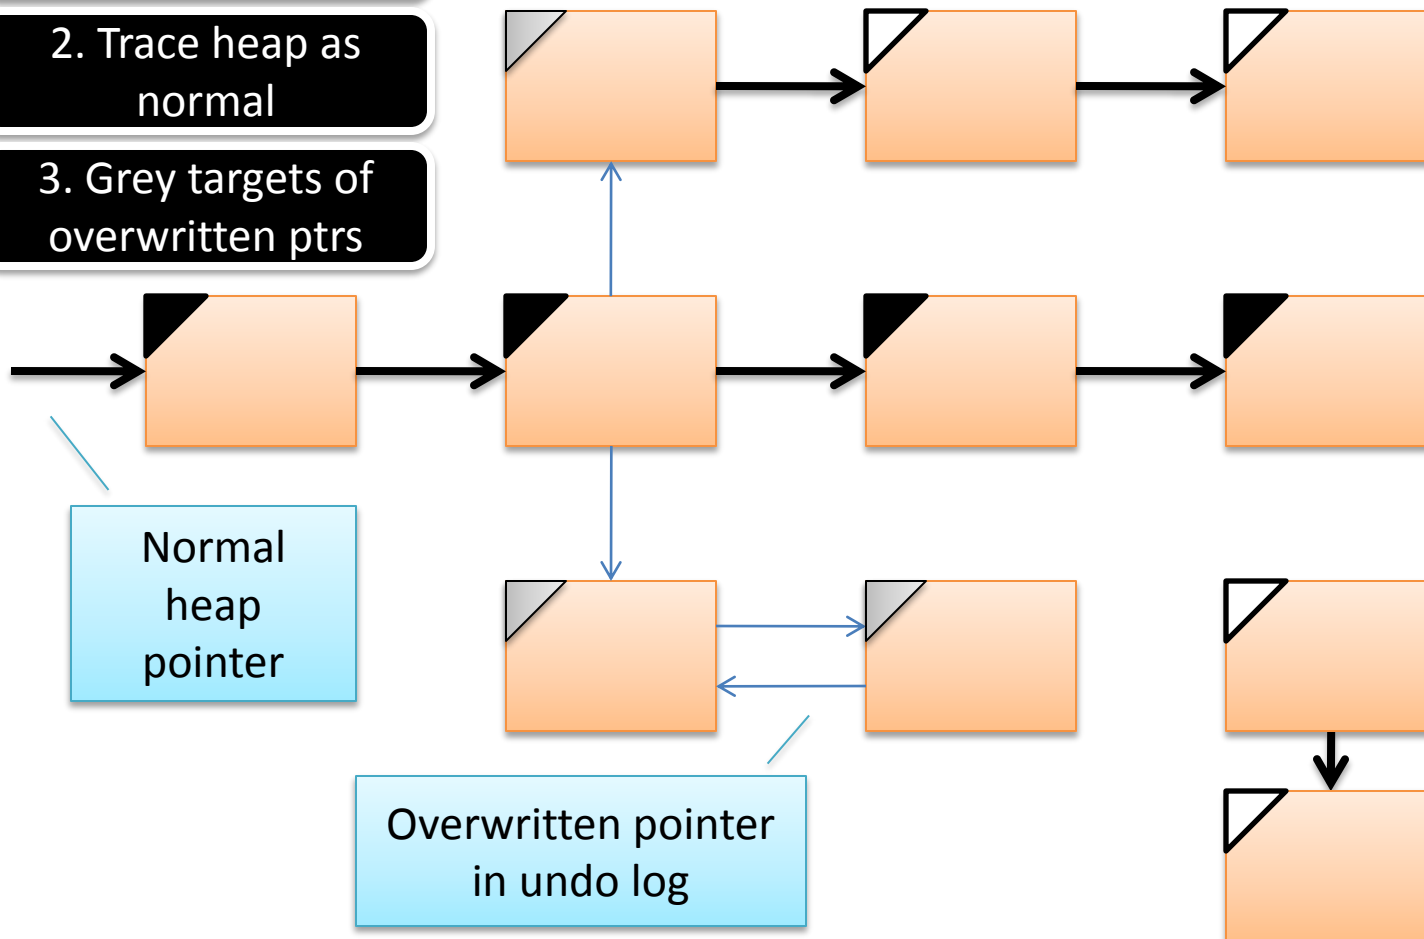 2. Trace heap as
normal
3. Grey targets of
overwritten ptrs
Normal
heap
pointer
Overwritten pointer
in undo log